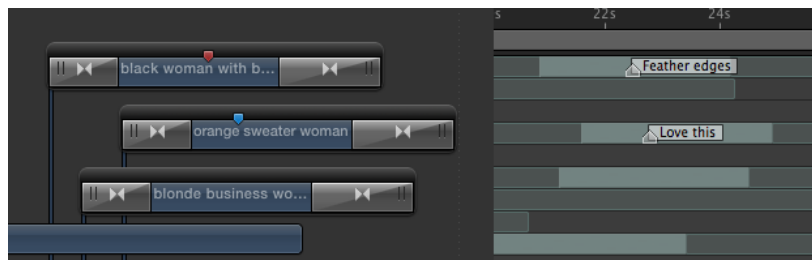 s 22s 24s
black woman with b...
Feather edges
orange sweater woman
Love this
blonde business wo...